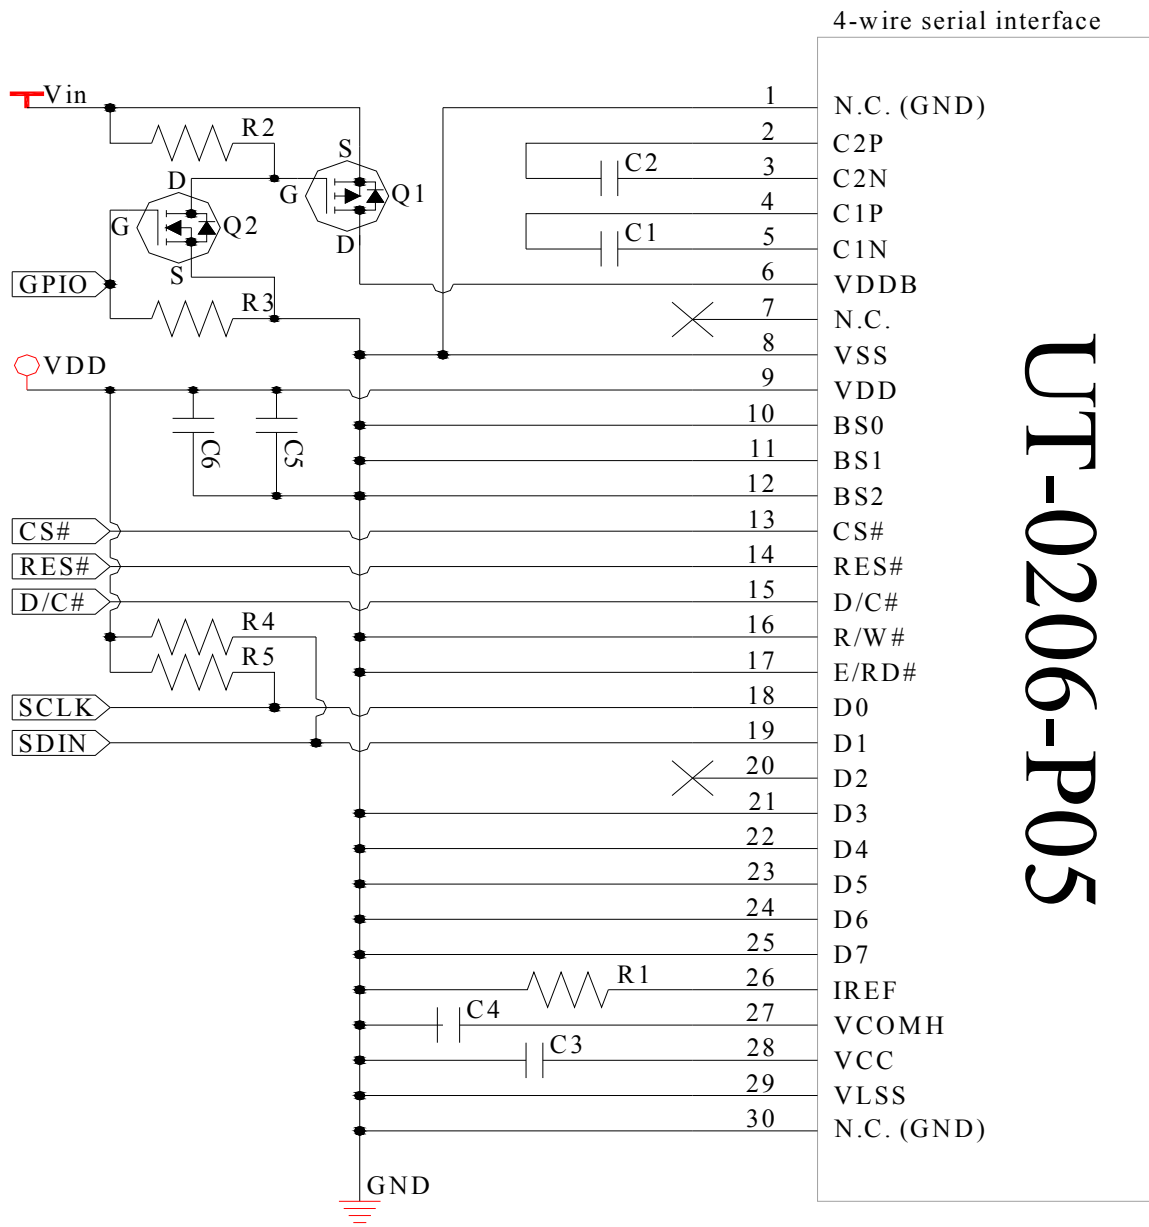 4-wire serial interface
Vin
R2
S
G
Q1
D
D
G
Q2
S
GPIO
R3
VDD
C6
C5
CS#
RES#
D/C#
R4
R5
SCLK
SDIN
C2
C1
R1
C4
C3
GND
1 N.C. (GND)
2 C2P
3 C2N
4 C1P
5 C1N
6 VDDB
7 N.C.
8 VSS
9 VDD
10 BS0
11 BS1
12 BS2
13 CS#
14 RES#
15 D/C#
16 R/W#
17 E/RD#
18 D0
19 D1
20 D2
21 D3
22 D4
23 D5
24 D6
25 D7
26 IREF
27 VCOMH
28 VCC
29 VLSS
30 N.C. (GND)
UT-0206-P05